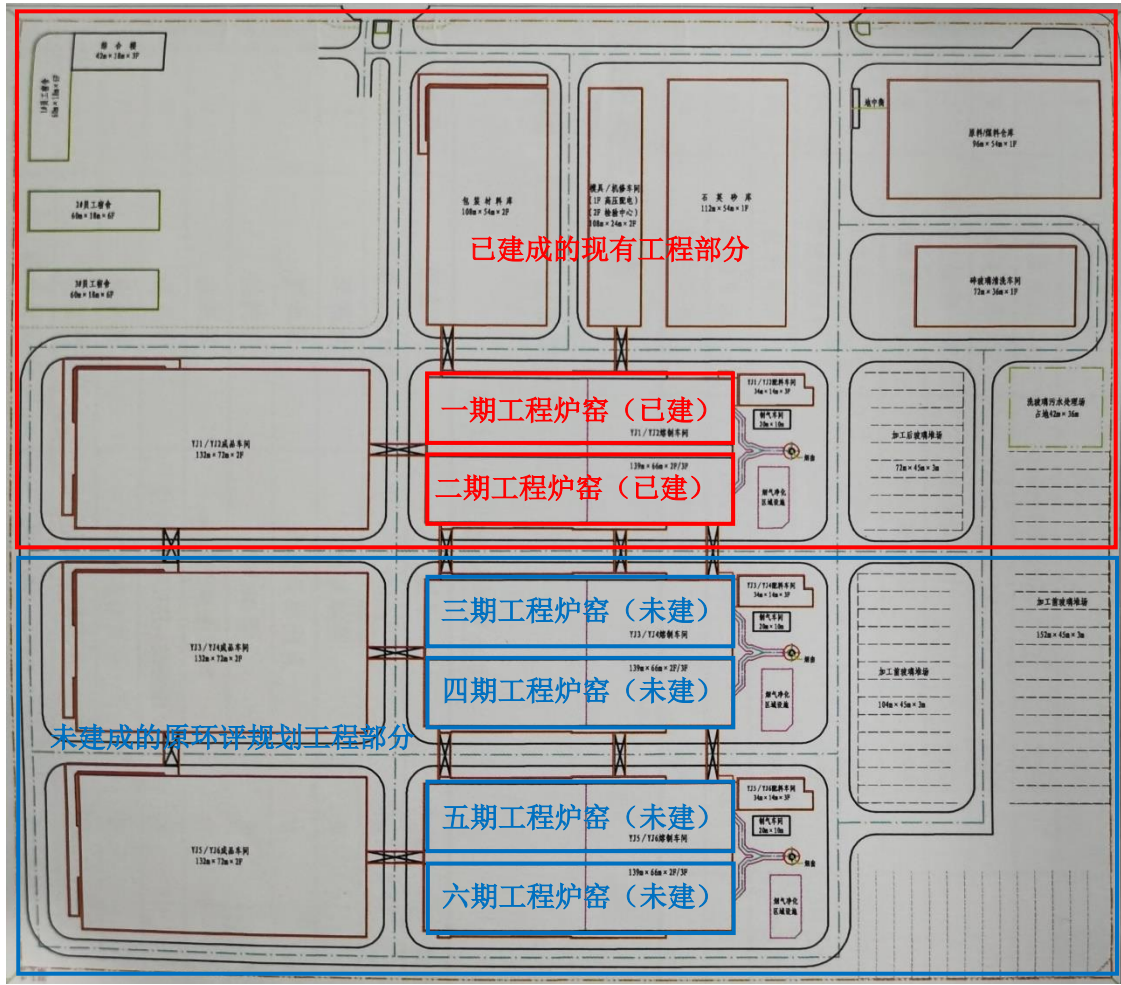 综合楼
42m×18m×3F
1#员工宿舍
60m×18m×6F
2#员工宿舍
60m×18m×6F
3#员工宿舍
60m×18m×6F
包装材料库
108m×54m×2F
模具/机修车间
(1F 高压配电)
(2F 检验中心)
108m×24m×2F
石英砂库
112m×54m×1F
地中衡
原料/煤料仓库
96m×54m×1F
碎玻璃清洗车间
72m×36m×1F
已建成的现有工程部分
YJ1/YJ2成品车间
132m×72m×2F
一期工程炉窑（已建）
YJ1/YJ2熔制车间
139m×66m×2F/3F
二期工程炉窑（已建）
YJ1/YJ2配料车间
34m×14m×3F
制气车间
20m×10m
烟囱
烟气净化
区域设施
加工后玻璃堆场
72m×45m×3m
洗玻璃污水处理场
占地42m×36m
YJ3/YJ4成品车间
132m×72m×2F
三期工程炉窑（未建）
YJ3/YJ4熔制车间
139m×66m×2F/3F
四期工程炉窑（未建）
YJ3/YJ4配料车间
34m×14m×3F
制气车间
20m×10m
烟囱
烟气净化
区域设施
加工前玻璃堆场
104m×45m×3m
加工前玻璃堆场
152m×45m×3m
未建成的原环评规划工程部分
YJ5/YJ6成品车间
132m×72m×2F
五期工程炉窑（未建）
YJ5/YJ6熔制车间
139m×66m×2F/3F
六期工程炉窑（未建）
YJ5/YJ6配料车间
34m×14m×3F
制气车间
20m×10m
烟囱
烟气净化
区域设施